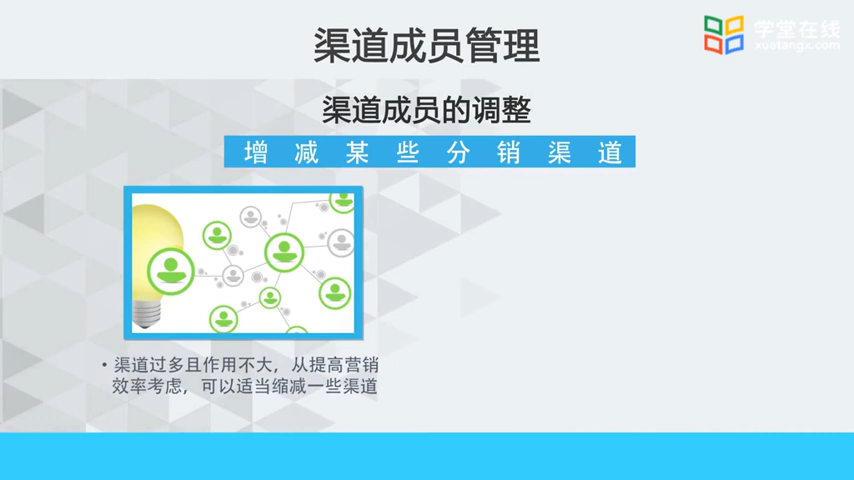 渠道成员管理
学堂在线
xuetangx.com
渠道成员的调整
增减某些分销渠道
• 渠道过多且作用不大，从提高营销
效率考虑，可以适当缩减一些渠道